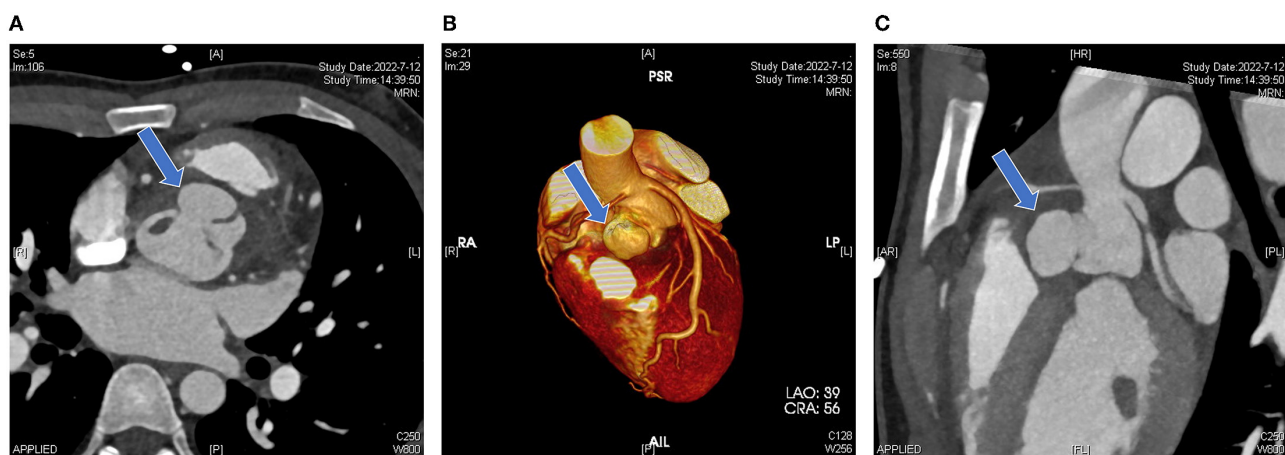 A
B
C
Se:5
Im:106
[A]
Study Date:2022-7-12
Study Time:14:39:50
MRN:
[R]
[L]
APPLIED
[P]
C250
W800
Se:21
Im:29
[A]
PSR
Study Date:2022-7-12
Study Time:14:39:50
MRN:
RA
[R]
LP
[L]
LAO: 39
CRA: 56
AIL
[P]
C128
W256
Se:550
Im:8
[HR]
Study Date:2022-7-12
Study Time:14:39:50
MRN:
[AR]
[PL]
APPLIED
[FL]
C250
W800